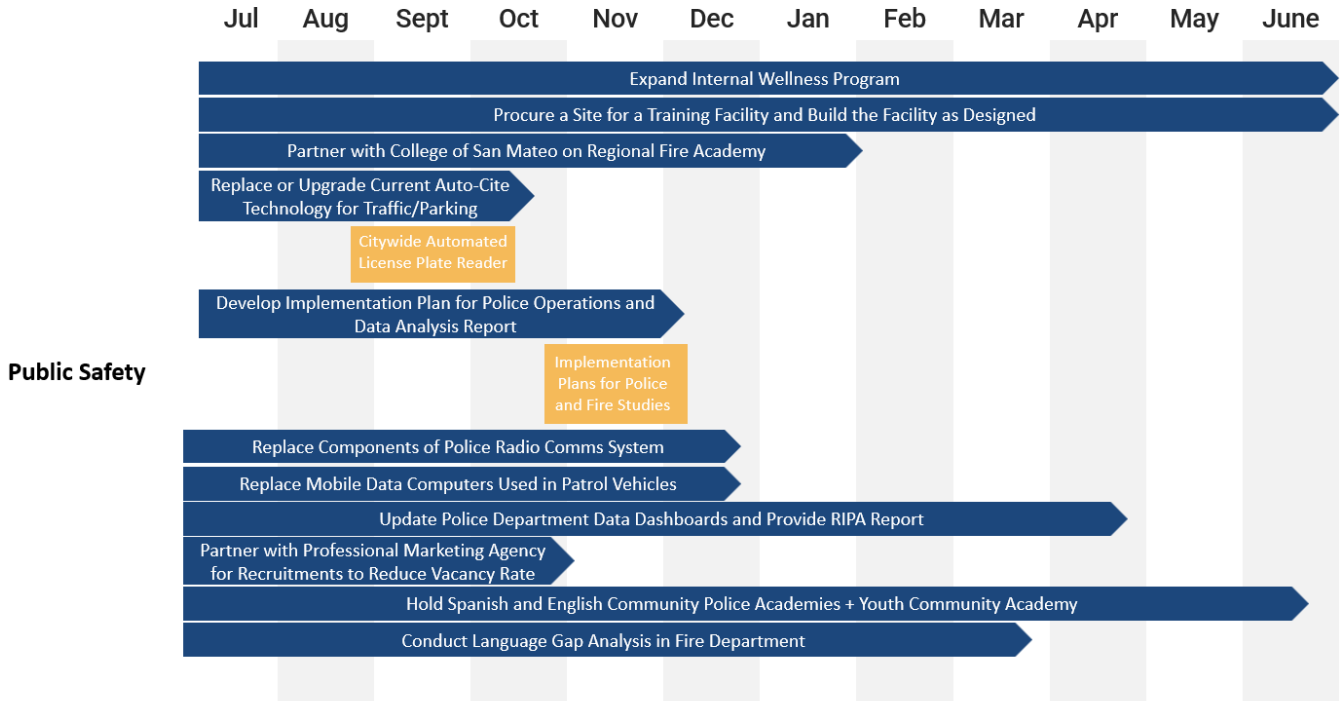 Jul Aug Sept Oct Nov Dec Jan Feb Mar Apr May June
Expand Internal Wellness Program
Procure a Site for a Training Facility and Build the Facility as Designed
Partner with College of San Mateo on Regional Fire Academy
Replace or Upgrade Current Auto-Cite
Technology for Traffic/Parking
Citywide Automated
License Plate Reader
Develop Implementation Plan for Police Operations and
Data Analysis Report
Public Safety
Implementation
Plans for Police
and Fire Studies
Replace Components of Police Radio Comms System
Replace Mobile Data Computers Used in Patrol Vehicles
Update Police Department Data Dashboards and Provide RIPA Report
Partner with Professional Marketing Agency
for Recruitments to Reduce Vacancy Rate
Hold Spanish and English Community Police Academies + Youth Community Academy
Conduct Language Gap Analysis in Fire Department